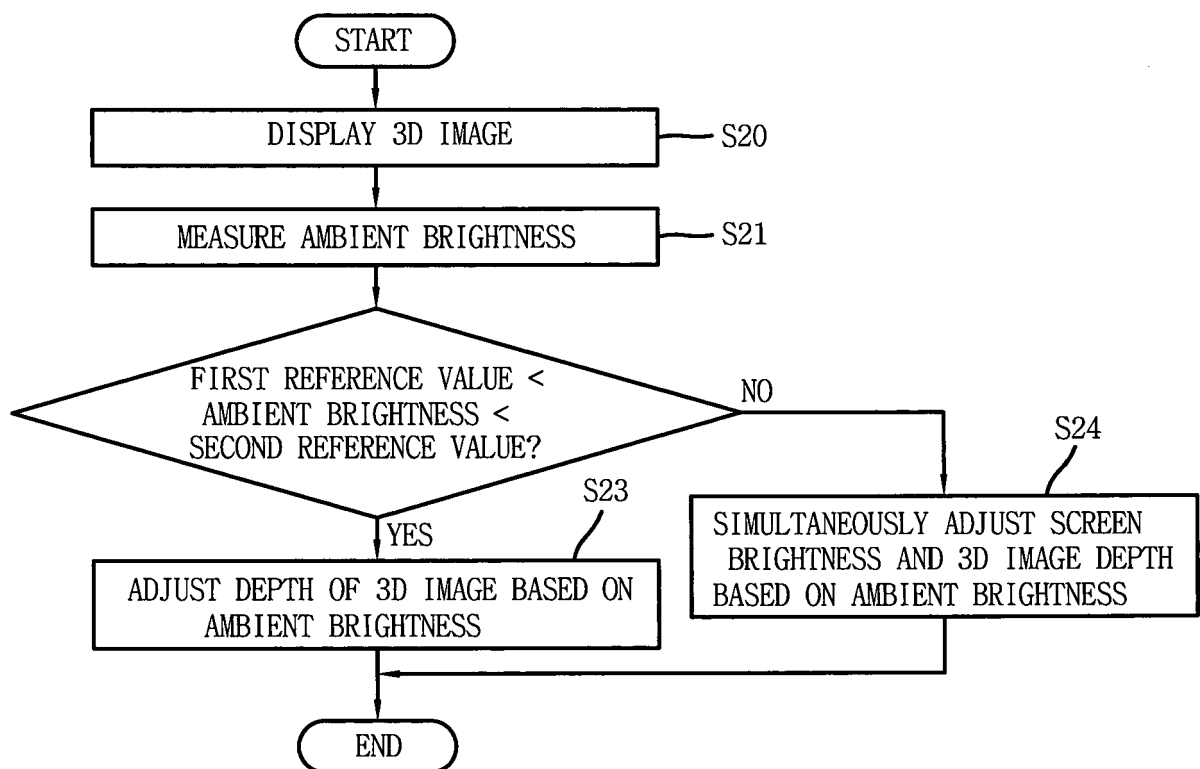 START
DISPLAY 3D IMAGE
S20
MEASURE AMBIENT BRIGHTNESS
S21
FIRST REFERENCE VALUE <
AMBIENT BRIGHTNESS <
SECOND REFERENCE VALUE?
NO
YES
S23
ADJUST DEPTH OF 3D IMAGE BASED ON
AMBIENT BRIGHTNESS
S24
SIMULTANEOUSLY ADJUST SCREEN
BRIGHTNESS AND 3D IMAGE DEPTH
BASED ON AMBIENT BRIGHTNESS
END